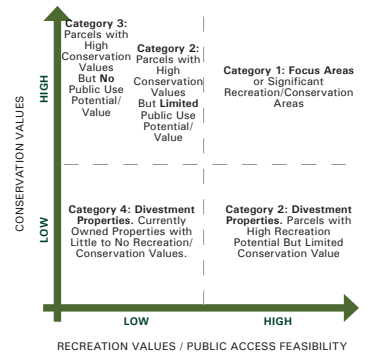 Category 3:
Parcels with
High
Conservation
Values
But No
Public Use
Potential/
Value
Category 2:
Parcels with
High
Conservation
Values
But Limited
Public Use
Potential/
Value
Category 1: Focus Areas
or Significant
Recreation/Conservation
Areas
Category 4: Divestment
Properties. Currently
Owned Properties with
Little to No Recreation/
Conservation Values.
Category 2: Divestment
Properties. Parcels with
High Recreation
Potential But Limited
Conservation Value
CONSERVATION VALUES
HIGH
LOW
LOW
HIGH
RECREATION VALUES / PUBLIC ACCESS FEASIBILITY